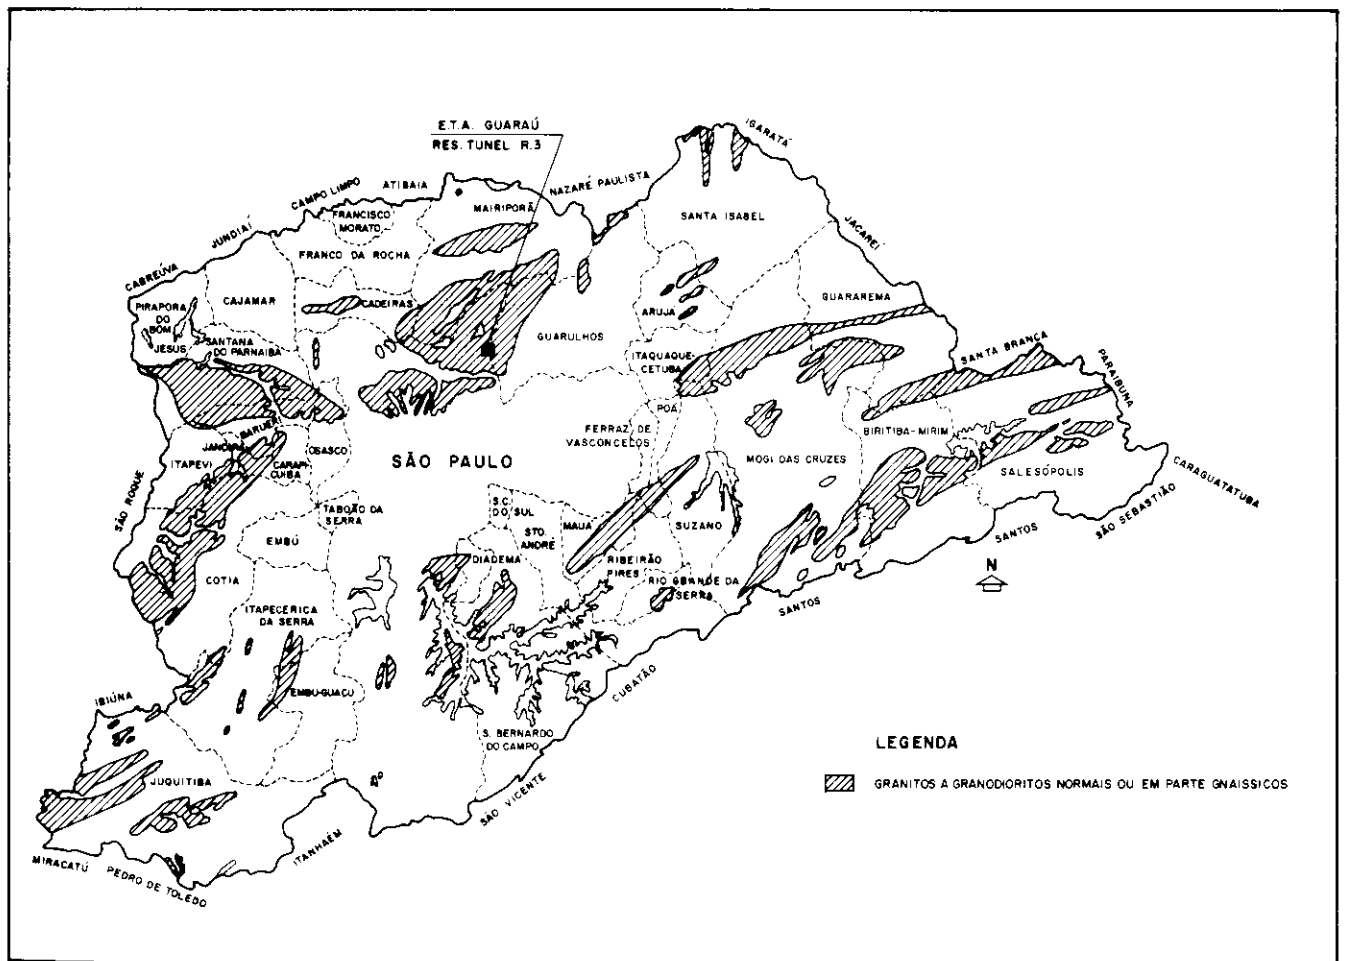 E.T.A. GUARAÚ
RES. TUNEL R.3
IGARATÁ
NAZARÉ PAULISTA
ATIBAIA
CAMPO LIMPO
JUNDIAÍ
CABREÚVA
MAIRIPORÃ
FRANCISCO
MORATO
SANTA ISABEL
JACAREÍ
FRANCO DA ROCHA
CAJAMAR
CADEIRAS
PIRAPORA
DO
BOM
JESUS
SANTANA
DO PARNAIBA
GUARAREMA
ARUJA
GUARULHOS
ITAQUAQUE-
CETUBA
SANTA BRANCA
PARAIBUNA
POÁ
FERRAZ DE
VASCONCELOS
BARUERI
JANDIRA
OSASCO
ITAPEVI
CARAPI-
CUIBA
SÃO PAULO
BIRITIBA-MIRIM
MOGI DAS CRUZES
SALESÓPOLIS
CARAGUATATUBA
SÃO SEBASTIÃO
SANTOS
SÃO ROQUE
TABOÃO DA
SERRA
S.C.
DO SUL
STO.
ANDRÉ
MAUÁ
SUZANO
EMBÚ
DIADEMA
RIBEIRÃO
PIRES
RIO GRANDE DA
SERRA
N
COTIA
ITAPECERICA
DA SERRA
SANTOS
EMBU-GUAÇU
CUBATÃO
IBIÚNA
S. BERNARDO
DO CAMPO
LEGENDA
JUQUITIBA
GRANITOS A GRANODIORITOS NORMAIS OU EM PARTE GNAISSICOS
SÃO VICENTE
ITANHAÉM
MIRACATÚ
PEDRO DE TOLEDO